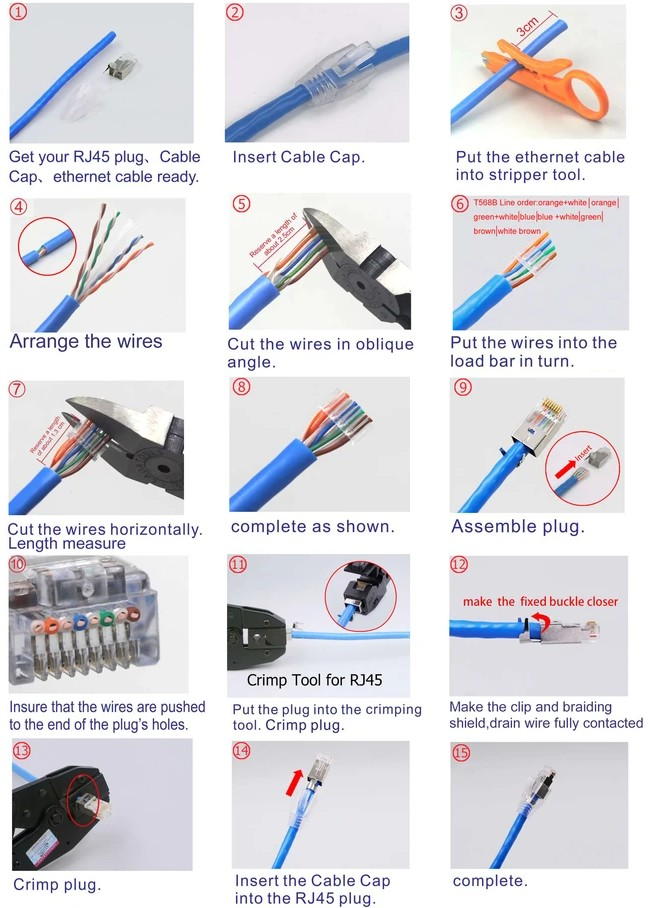 ①
Get your RJ45 plug、Cable
Cap、ethernet cable ready.
②
Insert Cable Cap.
③
3cm
Put the ethernet cable
into stripper tool.
④
Arrange the wires
⑤
Reserve a length of
about 2.5cm
Cut the wires in oblique
angle.
⑥
T568B Line order:orange+white|orange|
green+white|blue|blue +white|green|
brown|white brown
Put the wires into the
load bar in turn.
⑦
Reserve a length
of about 1.3 cm
Cut the wires horizontally.
Length measure
⑧
complete as shown.
⑨
Insert
Assemble plug.
⑩
Insure that the wires are pushed
to the end of the plug's holes.
⑪
Crimp Tool for RJ45
Put the plug into the crimping
tool. Crimp plug.
⑫
make the fixed buckle closer
Make the clip and braiding
shield,drain wire fully contacted
⑬
Crimp plug.
⑭
Insert the Cable Cap
into the RJ45 plug.
⑮
complete.